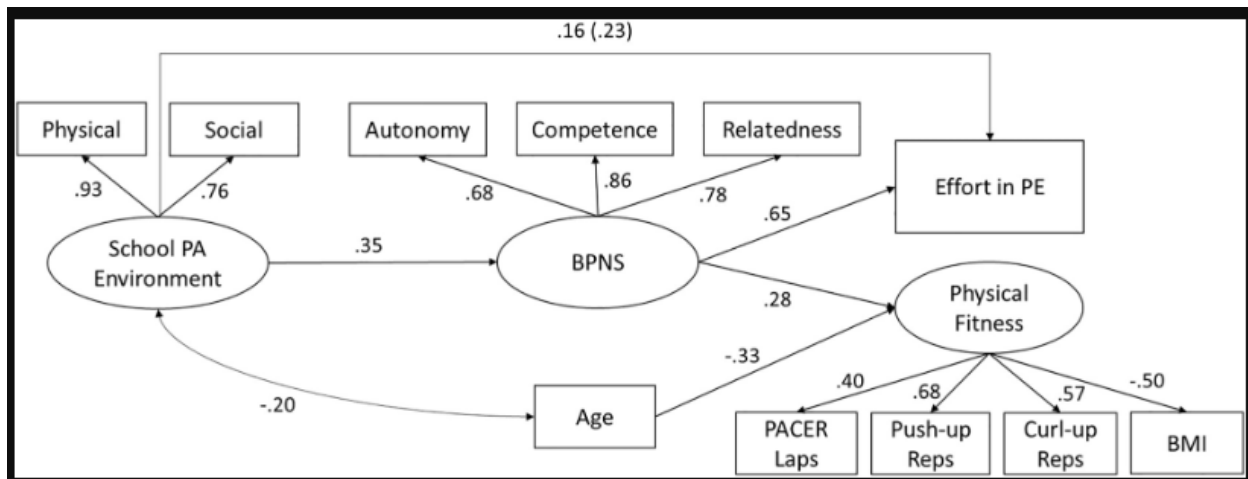 .16 (.23)
Physical
Social
Autonomy
Competence
Relatedness
Effort in PE
.93
.76
.68
.86
.78
.65
School PA
Environment
.35
BPNS
.28
Physical
Fitness
-.33
-.20
Age
.40
.68
.57
-.50
PACER
Laps
Push-up
Reps
Curl-up
Reps
BMI